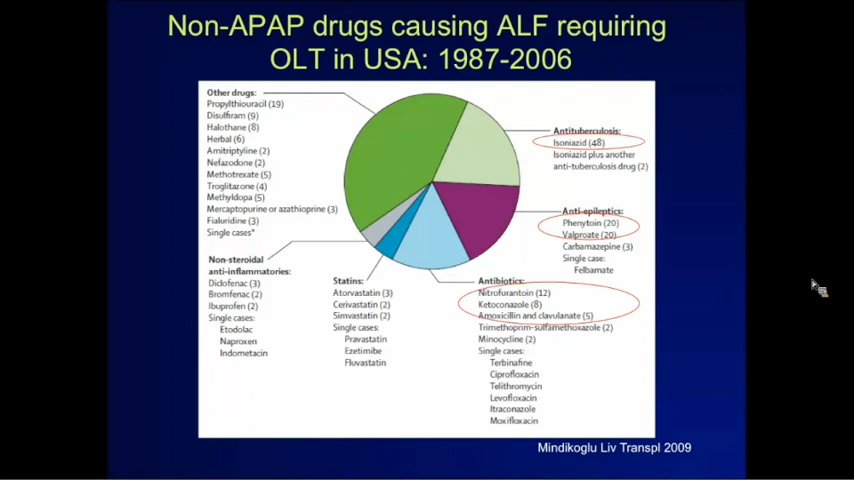 Non-APAP drugs causing ALF requiring
OLT in USA: 1987-2006
Other drugs:
Propylthiouracil (19)
Disulfiram (9)
Halothane (8)
Herbal (6)
Amitriptyline (2)
Nefazodone (2)
Methotrexate (5)
Troglitazone (4)
Methyldopa (5)
Mercaptopurine or azathioprine (3)
Fialuridine (3)
Single cases*
Antituberculosis:
Isoniazid (48)
Isoniazid plus another
anti-tuberculosis drug (2)
Anti-epileptics:
Phenytoin (20)
Valproate (20)
Carbamazepine (3)
Single case:
Felbamate
Non-steroidal
anti-inflammatories:
Diclofenac (3)
Bromfenac (2)
Ibuprofen (2)
Single cases:
Etodolac
Naproxen
Indometacin
Statins:
Atorvastatin (3)
Cerivastatin (2)
Simvastatin (2)
Single cases:
Pravastatin
Ezetimibe
Fluvastatin
Antibiotics:
Nitrofurantoin (12)
Ketoconazole (8)
Amoxicillin and clavulanate (5)
Trimethoprim-sulfamethoxazole (2)
Minocycline (2)
Single cases:
Terbinafine
Ciprofloxacin
Telithromycin
Levofloxacin
Itraconazole
Moxifloxacin
Mindikoglu Liv Transpl 2009